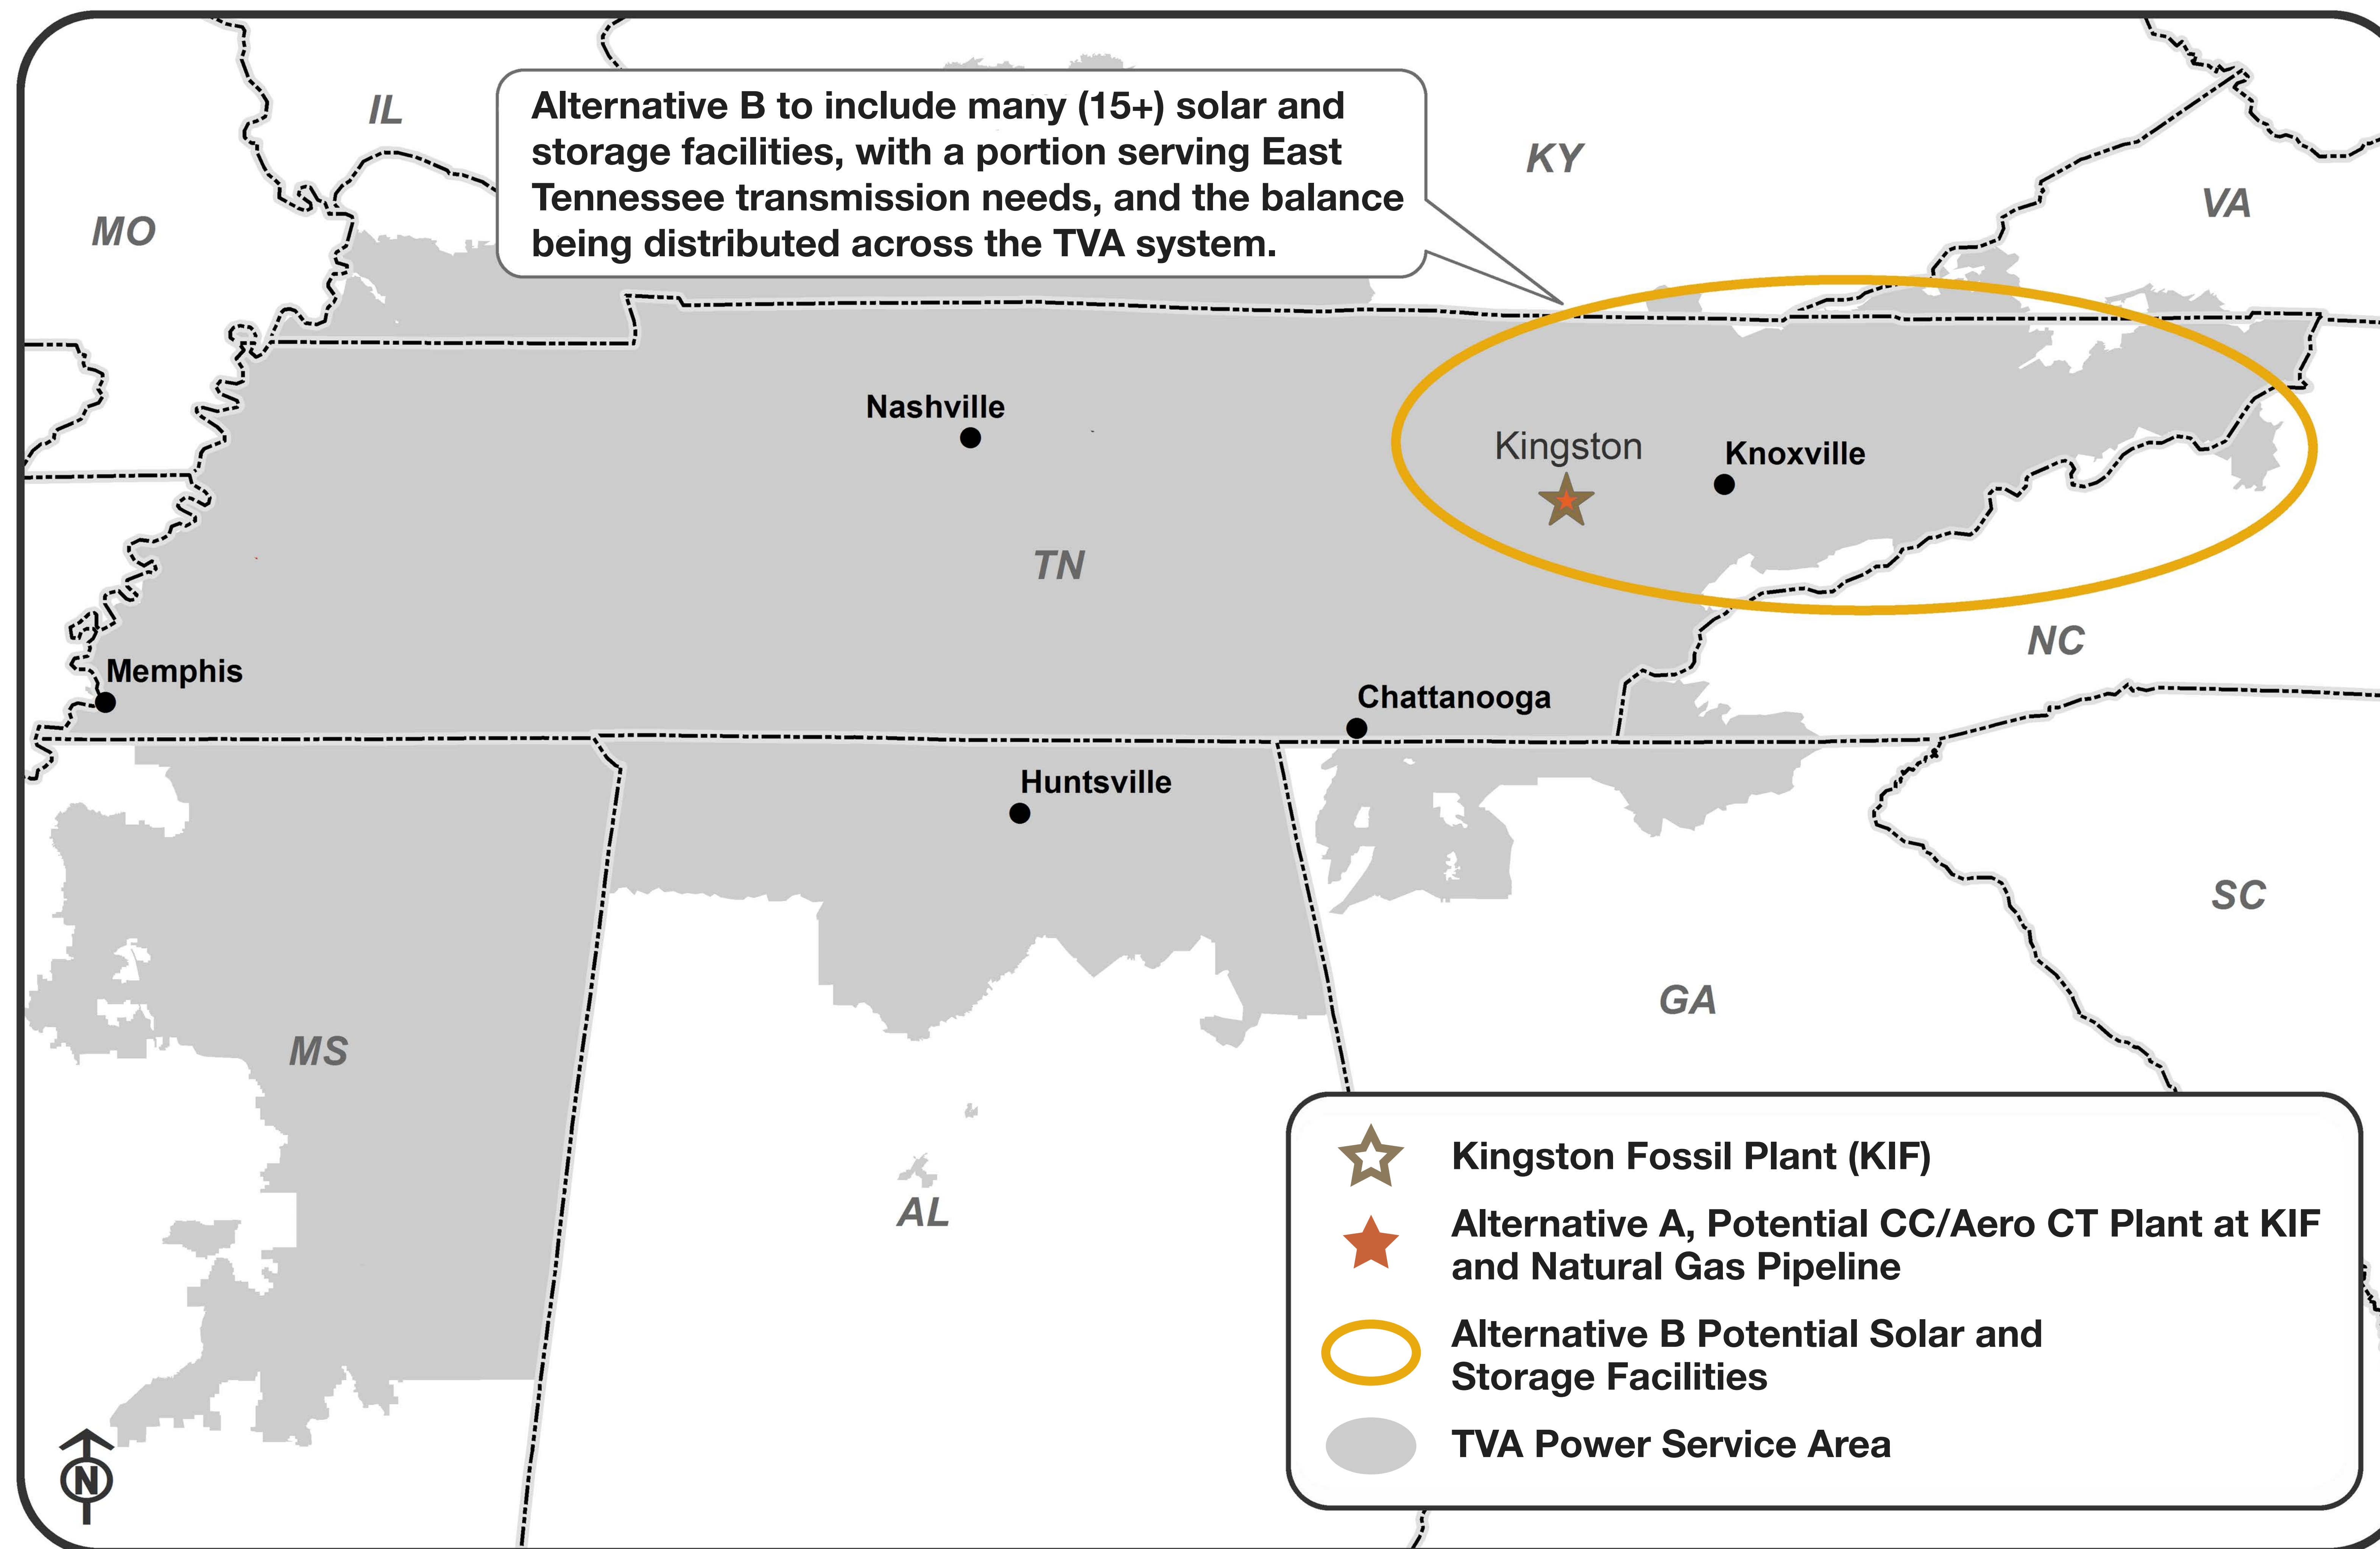 Alternative B to include many (15+) solar and
storage facilities, with a portion serving East
Tennessee transmission needs, and the balance
being distributed across the TVA system.
IL
KY
MO
VA
Nashville
Kingston
Knoxville
TN
NC
Memphis
Chattanooga
Huntsville
SC
GA
MS
AL
Kingston Fossil Plant (KIF)
Alternative A, Potential CC/Aero CT Plant at KIF
and Natural Gas Pipeline
Alternative B Potential Solar and
Storage Facilities
TVA Power Service Area
N